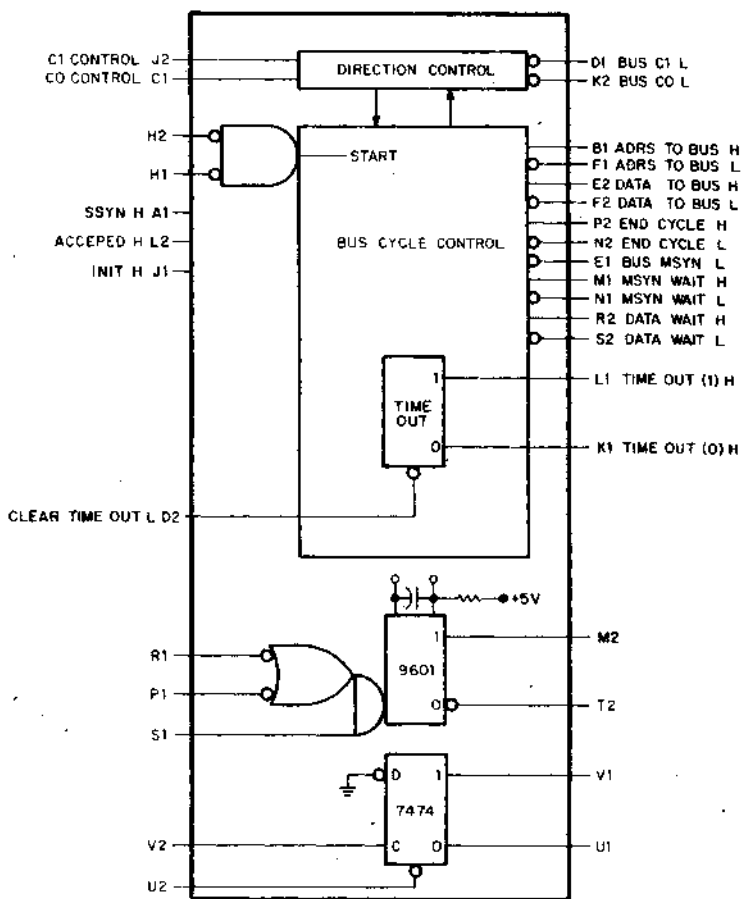 C1 CONTROL J2
CO CONTROL C1
DIRECTION CONTROL
D1 BUS C1 L
K2 BUS CO L
H2
H1
START
B1 ADRS TO BUS H
F1 ADRS TO BUS L
E2 DATA TO BUS H
F2 DATA TO BUS L
SSYN H A1
ACCEPED H L2
INIT H J1
BUS CYCLE CONTROL
P2 END CYCLE H
N2 END CYCLE L
E1 BUS MSYN L
M1 MSYN WAIT H
N1 MSYN WAIT L
R2 DATA WAIT H
S2 DATA WAIT L
TIME OUT
1
0
L1 TIME OUT (1) H
K1 TIME OUT (0) H
CLEAR TIME OUT L D2
+5V
R1
P1
S1
9601
1
0
M2
T2
D 1
7474
C 0
V1
U1
V2
U2